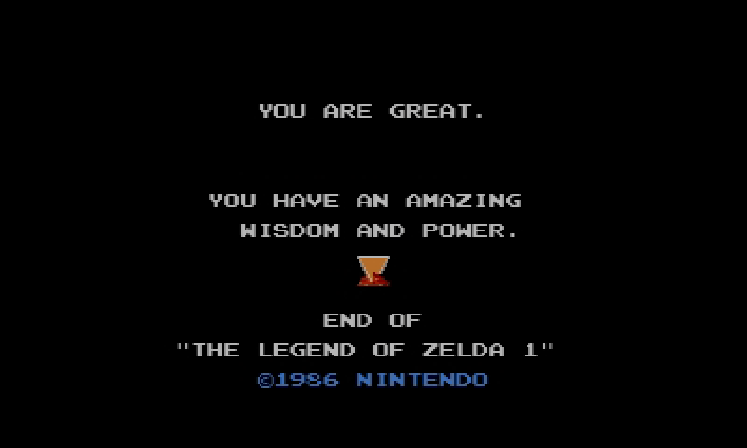 YOU ARE GREAT.
YOU HAVE AN AMAZING
WISDOM AND POWER.
END OF
"THE LEGEND OF ZELDA 1"
©1986 NINTENDO